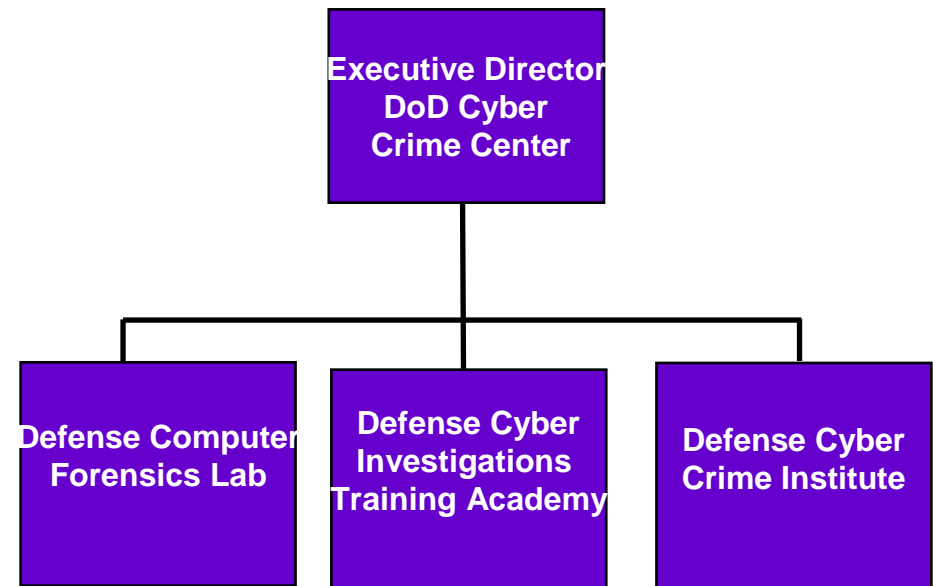 Executive Director
DoD Cyber
Crime Center
Defense Computer
Forensics Lab
Defense Cyber
Investigations
Training Academy
Defense Cyber
Crime Institute